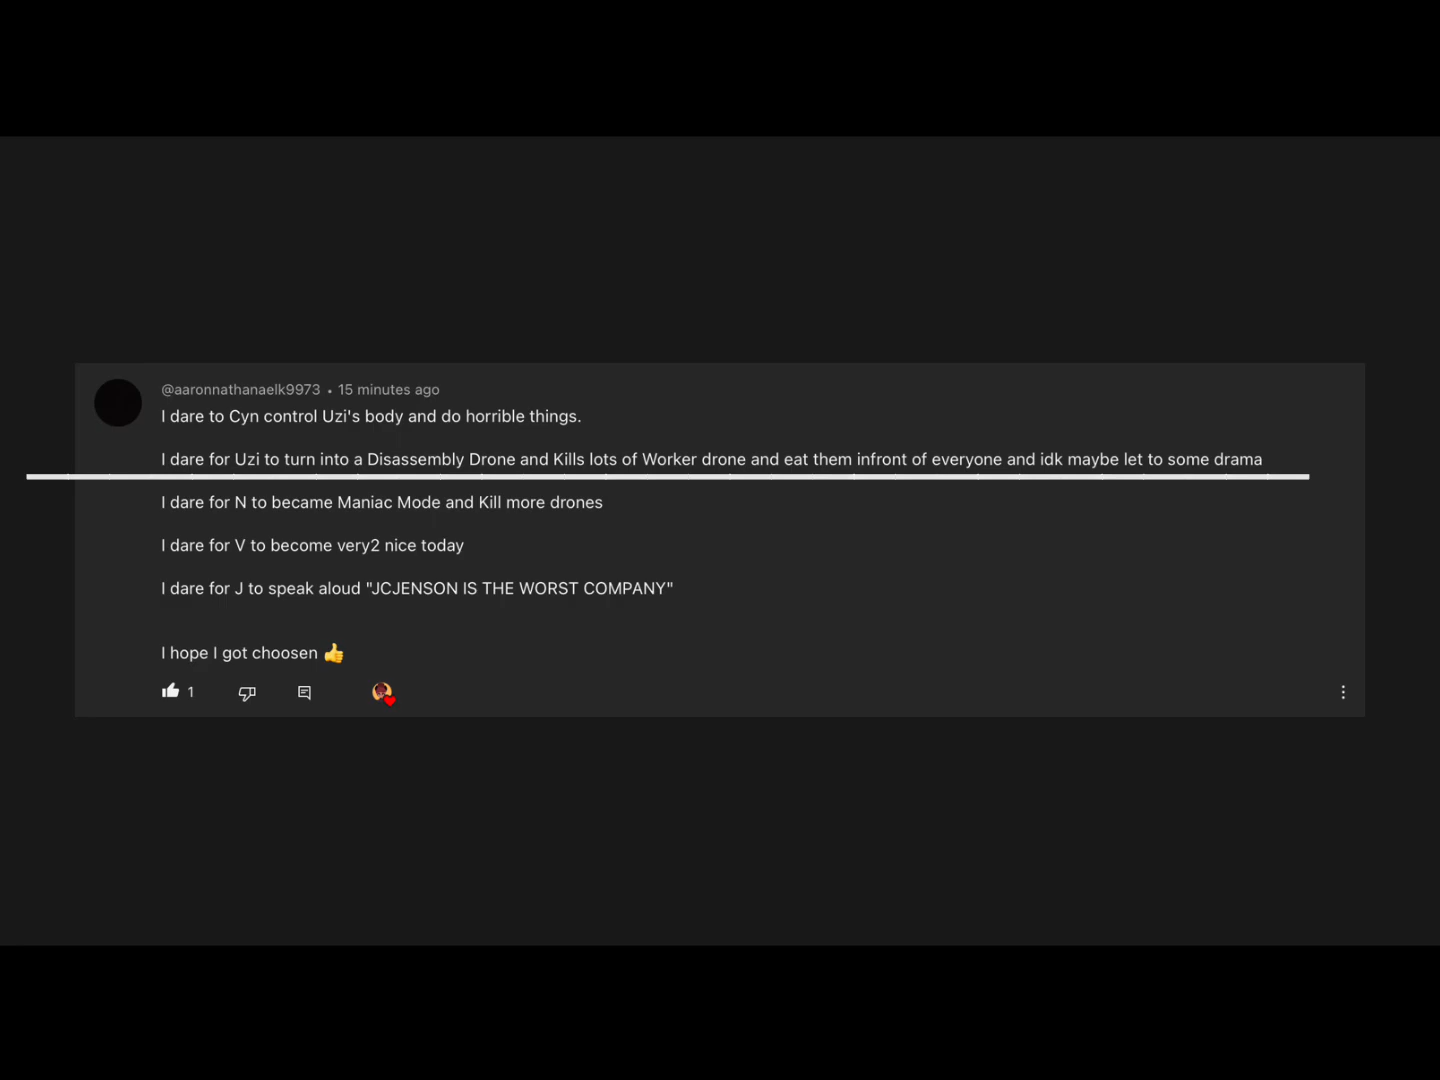 @aaronnathanaelk9973 • 15 minutes ago
I dare to Cyn control Uzi's body and do horrible things.
I dare for Uzi to turn into a Disassembly Drone and Kills lots of Worker drone and eat them infront of everyone and idk maybe let to some drama
I dare for N to became Maniac Mode and Kill more drones
I dare for V to become very2 nice today
I dare for J to speak aloud "JCJENSON IS THE WORST COMPANY"
I hope I got choosen 👍
1